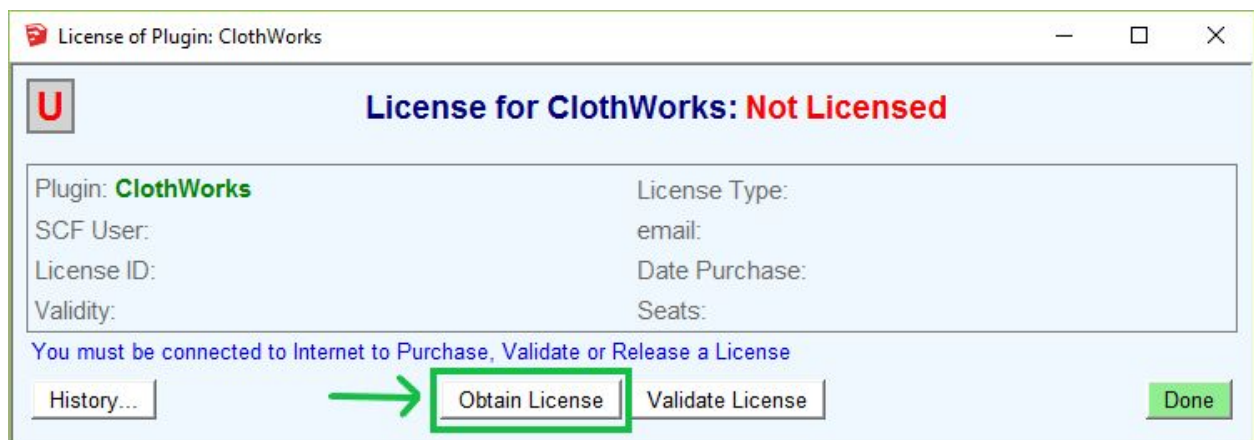 License of Plugin: ClothWorks
U
License for ClothWorks: Not Licensed
Plugin: ClothWorks
License Type:
SCF User:
email:
License ID:
Date Purchase:
Validity:
Seats:
You must be connected to Internet to Purchase, Validate or Release a License
History...
Obtain License
Validate License
Done